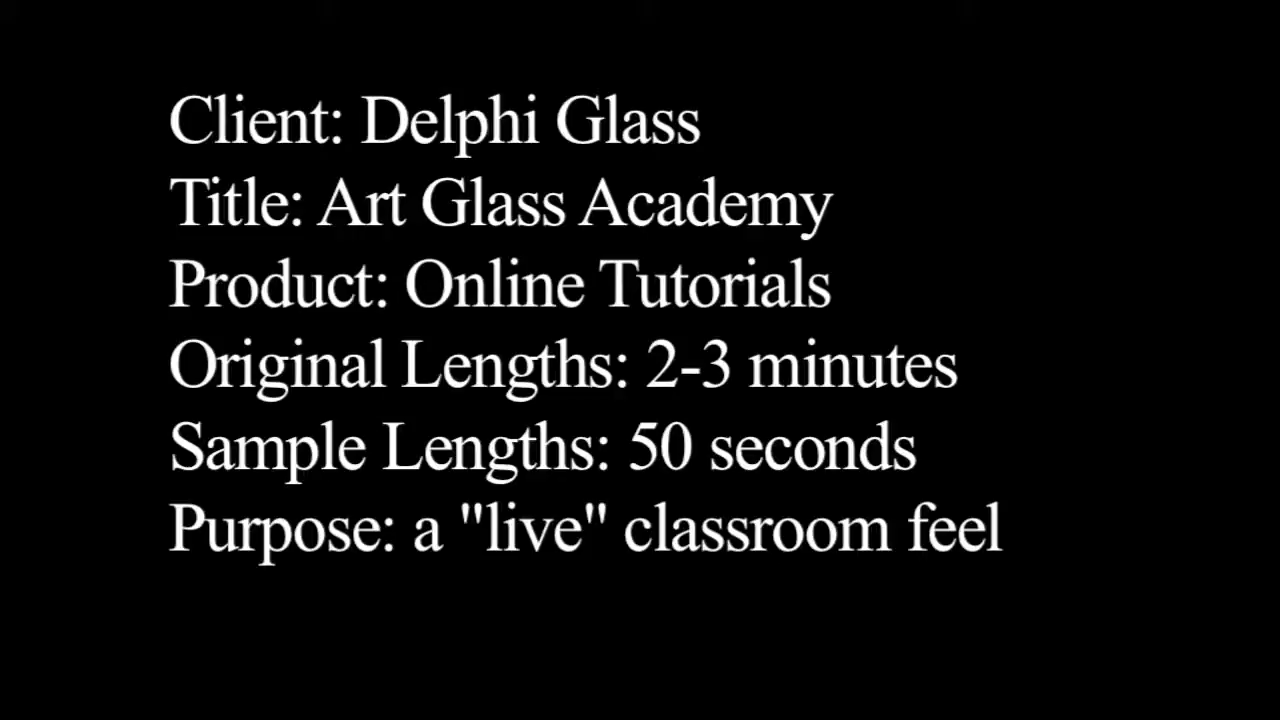 Client: Delphi Glass
Title: Art Glass Academy
Product: Online Tutorials
Original Lengths: 2-3 minutes
Sample Lengths: 50 seconds
Purpose: a "live" classroom feel